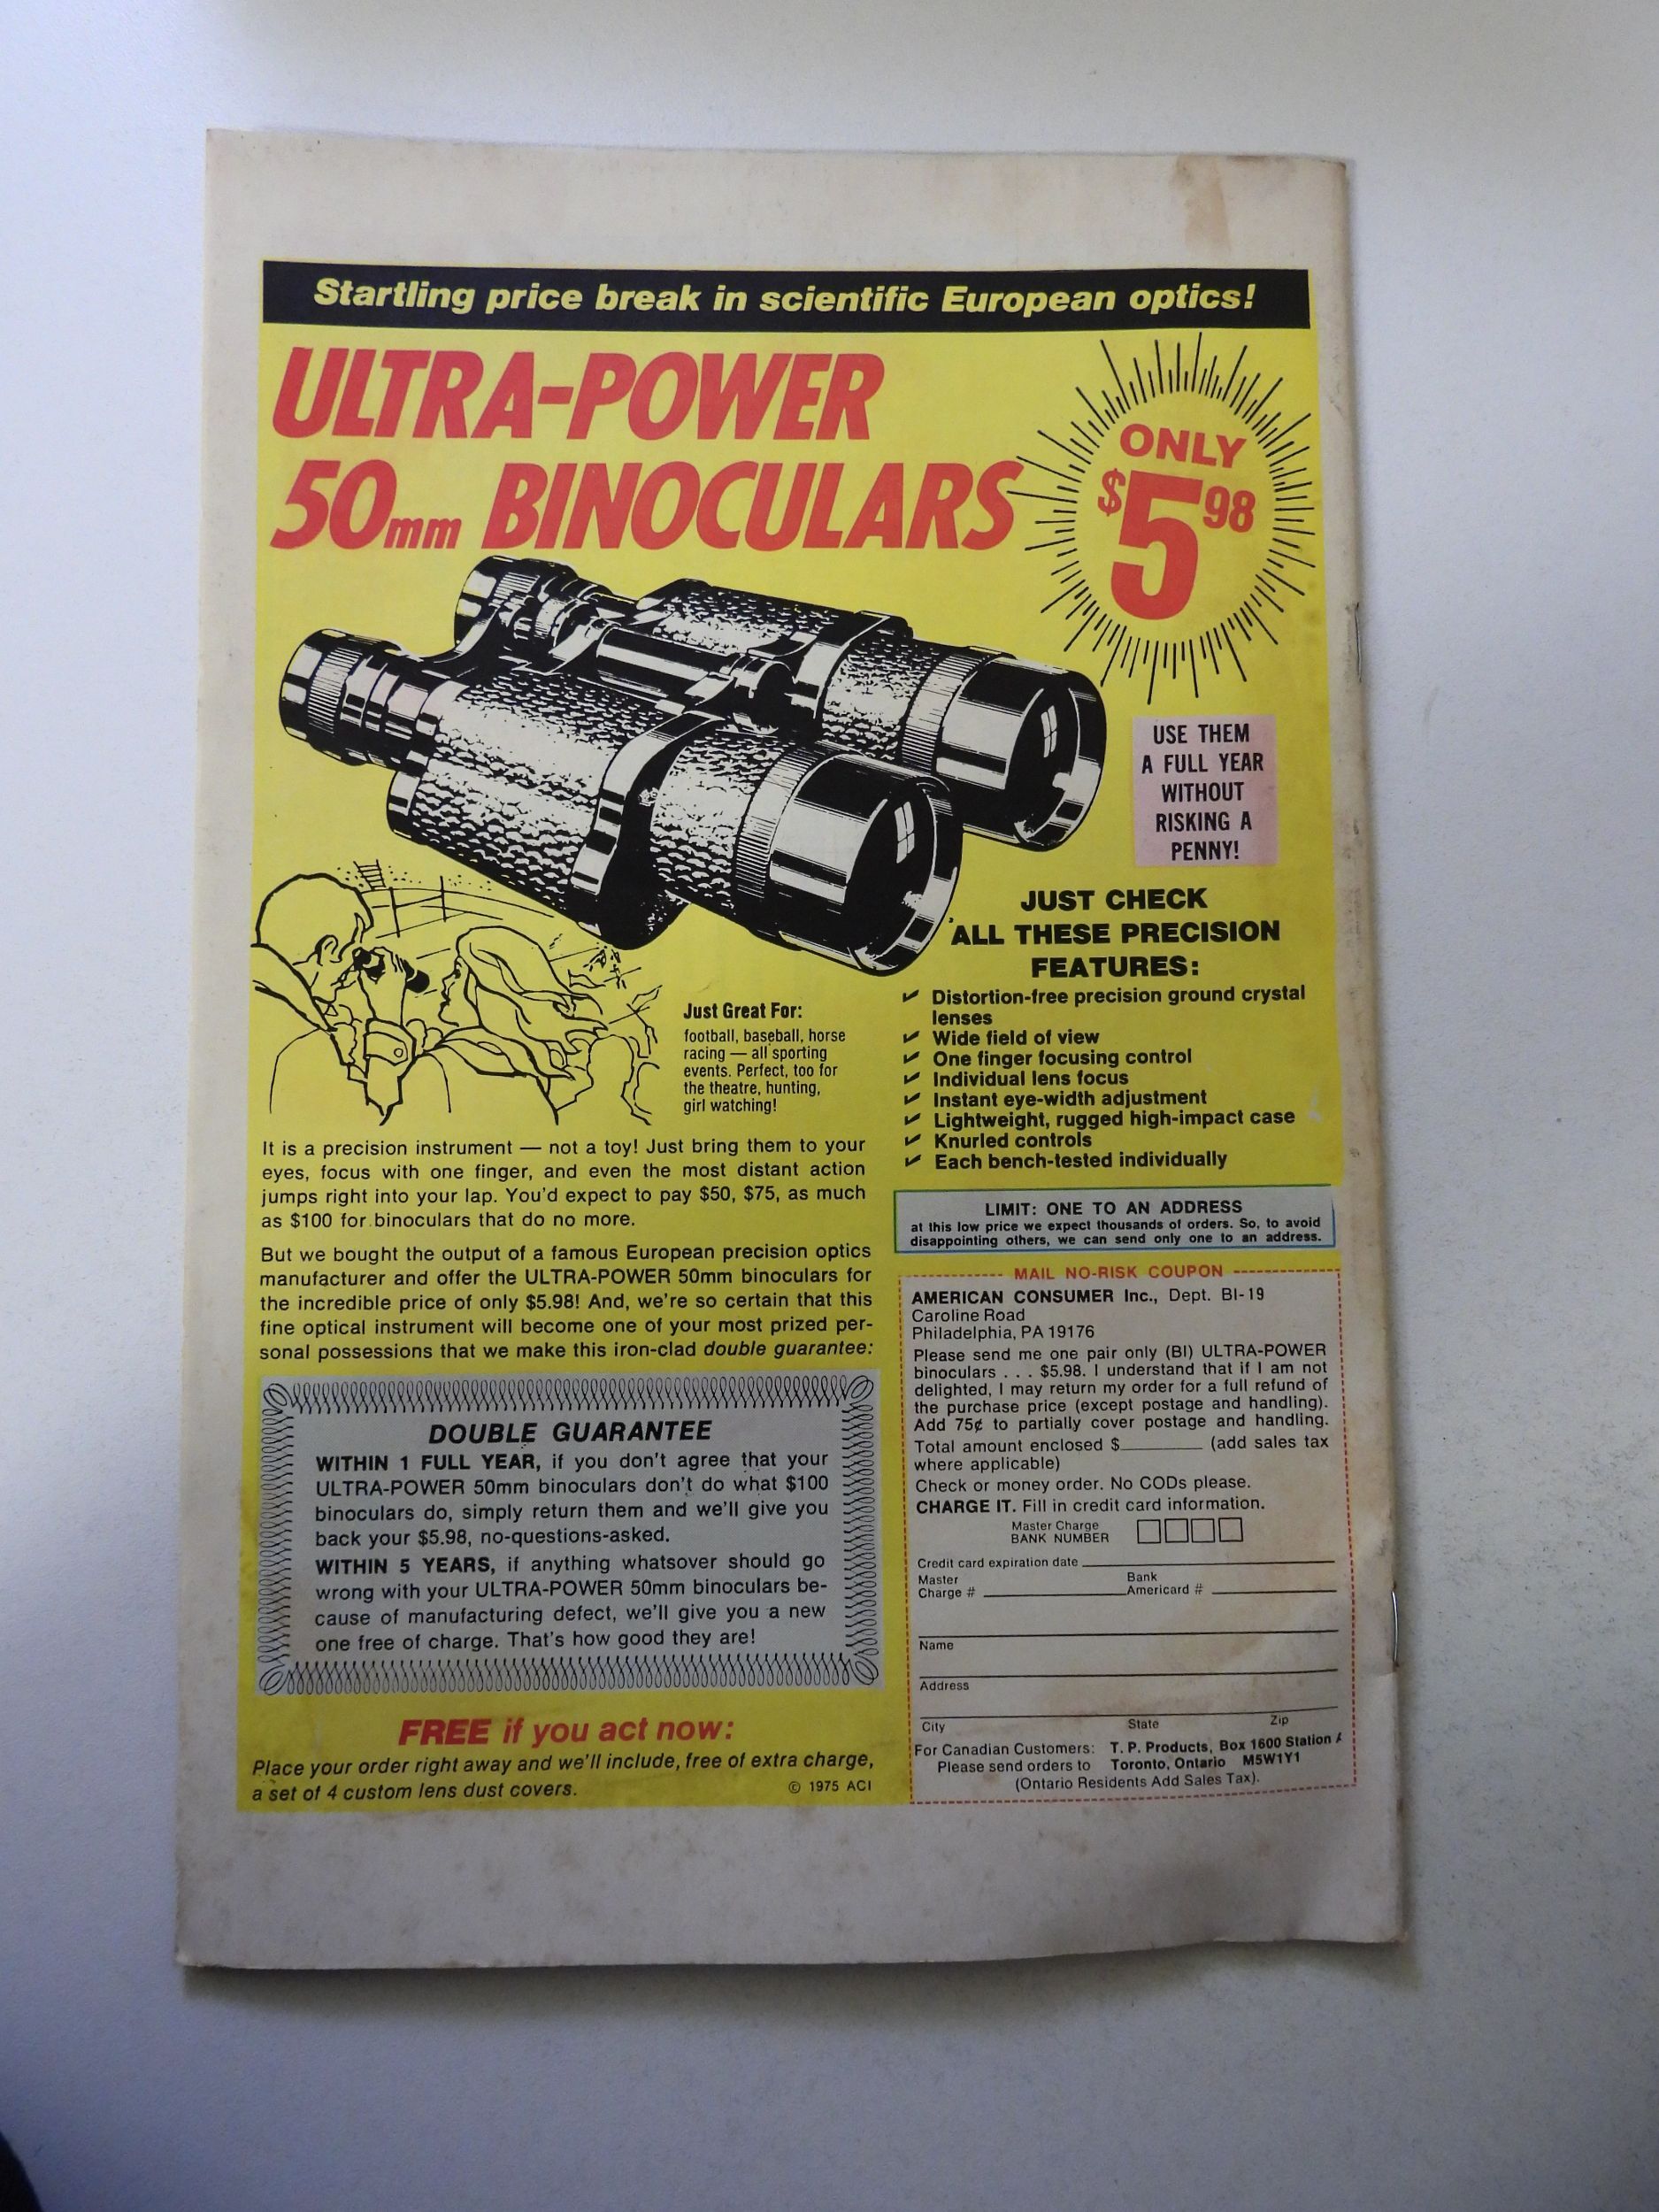 Startling price break in scientific European optics!
ULTRA-POWER
50mm BINOCULARS
ONLY
$5 98
USE THEM
A FULL YEAR
WITHOUT
RISKING A
PENNY!
Just Great For:
football, baseball, horse
racing — all sporting
events. Perfect, too for
the theatre, hunting,
girl watching!
It is a precision instrument — not a toy! Just bring them to your
eyes, focus with one finger, and even the most distant action
jumps right into your lap. You'd expect to pay $50, $75, as much
as $100 for binoculars that do no more.
But we bought the output of a famous European precision optics
manufacturer and offer the ULTRA-POWER 50mm binoculars for
the incredible price of only $5.98! And, we're so certain that this
fine optical instrument will become one of your most prized per-
sonal possessions that we make this iron-clad double guarantee:
DOUBLE GUARANTEE
WITHIN 1 FULL YEAR, if you don't agree that your
ULTRA-POWER 50mm binoculars don't do what $100
binoculars do, simply return them and we'll give you
back your $5.98, no-questions-asked.
WITHIN 5 YEARS, if anything whatsover should go
wrong with your ULTRA-POWER 50mm binoculars be-
cause of manufacturing defect, we'll give you a new
one free of charge. That's how good they are!
FREE if you act now:
Place your order right away and we'll include, free of extra charge,
a set of 4 custom lens dust covers.
© 1975 ACI
JUST CHECK
ALL THESE PRECISION
FEATURES:
✔ Distortion-free precision ground crystal
lenses
✔ Wide field of view
✔ One finger focusing control
✔ Individual lens focus
✔ Instant eye-width adjustment
✔ Lightweight, rugged high-impact case
✔ Knurled controls
✔ Each bench-tested individually
LIMIT: ONE TO AN ADDRESS
at this low price we expect thousands of orders. So, to avoid
disappointing others, we can send only one to an address.
MAIL NO-RISK COUPON
AMERICAN CONSUMER Inc., Dept. BI-19
Caroline Road
Philadelphia, PA 19176
Please send me one pair only (BI) ULTRA-POWER
binoculars . . . $5.98. I understand that if I am not
delighted, I may return my order for a full refund of
the purchase price (except postage and handling).
Add 75¢ to partially cover postage and handling.
Total amount enclosed $________ (add sales tax
where applicable)
Check or money order. No CODs please.
CHARGE IT. Fill in credit card information.
Master Charge
BANK NUMBER
Credit card expiration date
Master Bank
Charge # Americard #
Name
Address
City State Zip
For Canadian Customers: T. P. Products, Box 1600 Station
Please send orders to Toronto, Ontario M5W1Y1
(Ontario Residents Add Sales Tax).